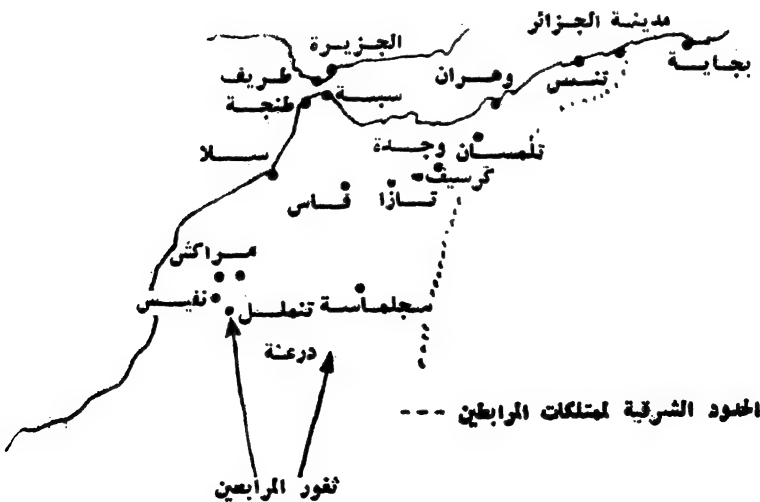 مدينة الجزائر
الجزيرة
بجاية
وهران
تنس
طريف
سبتة
طنجة
تلمسان
وجدة
سلا
كرسيف
تازا
فاس
مراكش
نفيس
تنملل
سجلماسة
درعة
الحدود الشرقية لممتلكات المرابطين
ثغور المرابطين